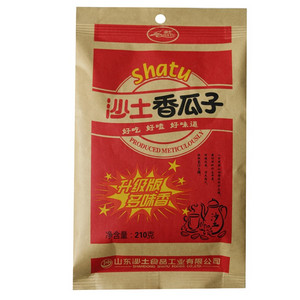 Shatu
沙土香瓜子
好吃 好嗑 好味道
PRODUCED METICULOUSLY
升级版
多味香
净含量:210克
山东沙土食品工业有限公司